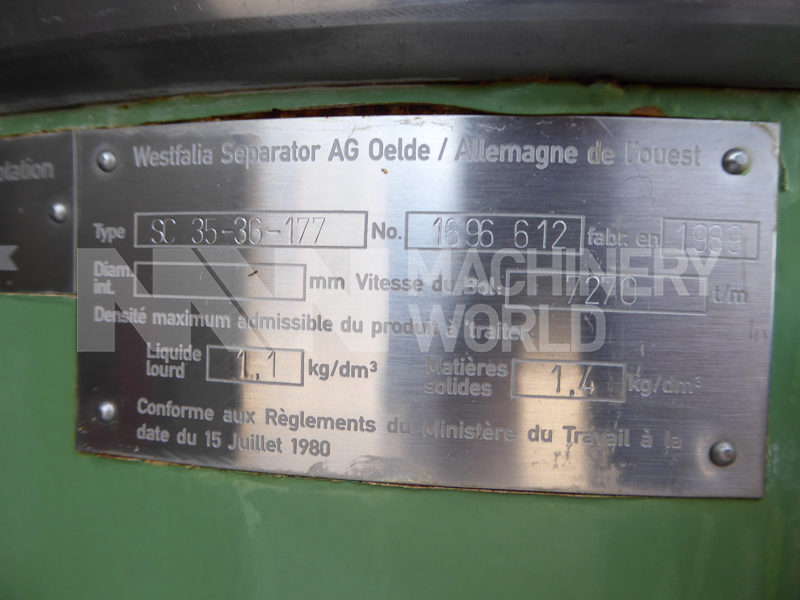 otation
Westfalia Separator AG Oelde / Allemagne de l'ouest
Type SC 35-36-177 No. 1696 612 fabr. en 1989
Diam. int. mm Vitesse du Bol: 7270 t/m
Densité maximum admissible du produit à traiter
Liquide lourd 1,1 kg/dm³ Matières solides 1,4 kg/dm³
Conforme aux Règlements du Ministère du Travail à la
date du 15 Juillet 1980
MACHINERY
WORLD